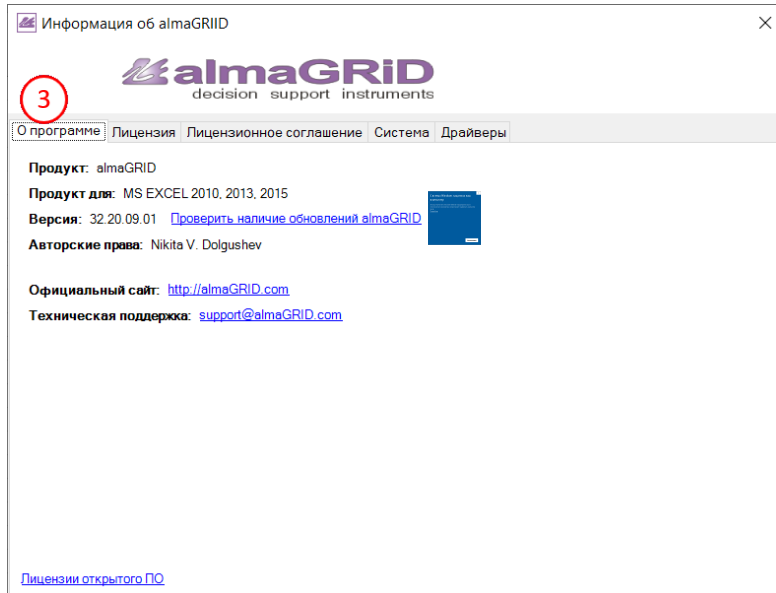 Информация об almaGRIID
almaGRiD
decision support instruments
3
О программе Лицензия Лицензионное соглашение Система Драйверы
Продукт: almaGRID
Продукт для: MS EXCEL 2010, 2013, 2015
Версия: 32.20.09.01 Проверить наличие обновлений almaGRID
Авторские права: Nikita V. Dolgushev
Официальный сайт: http://almaGRID.com
Техническая поддержка: support@almaGRID.com
Лицензии открытого ПО